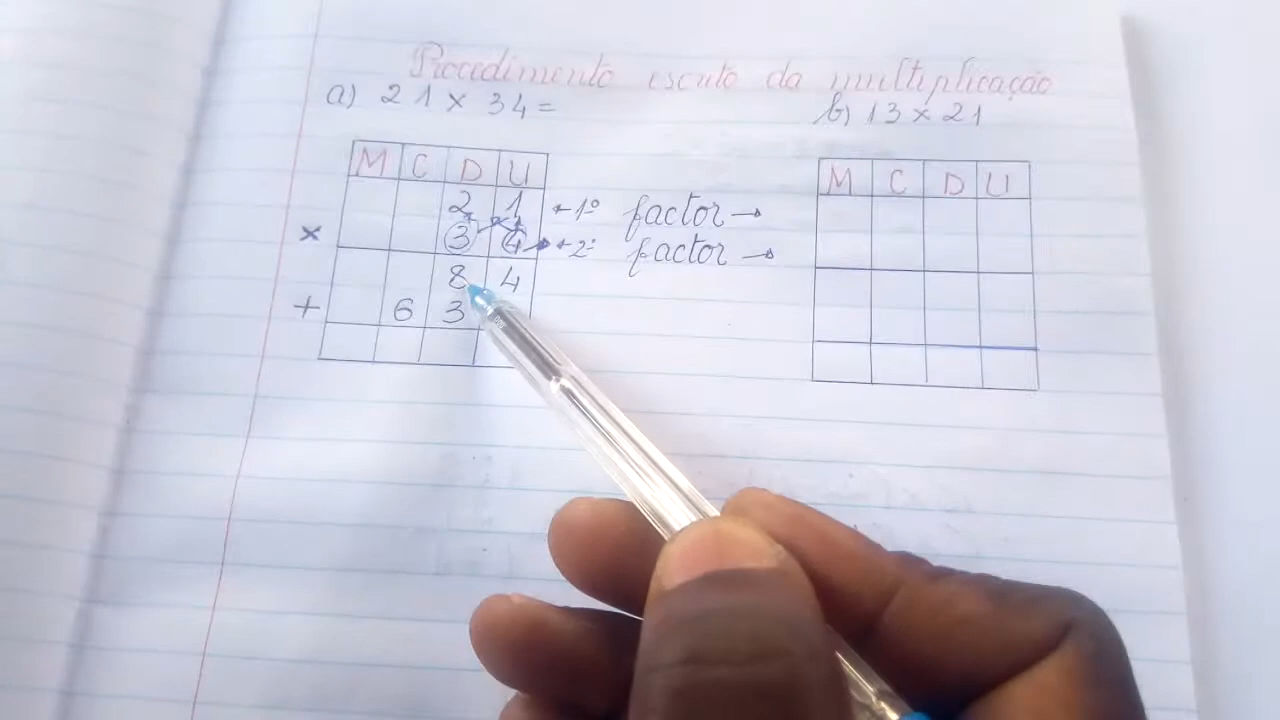 Procedimento escrito da multiplicação
a) 21 x 34 =
b) 13 x 21
M C D U
2 1 ← 1º factor →
x 3 4 ← 2º factor →
8 4
+ 6 3
M C D U